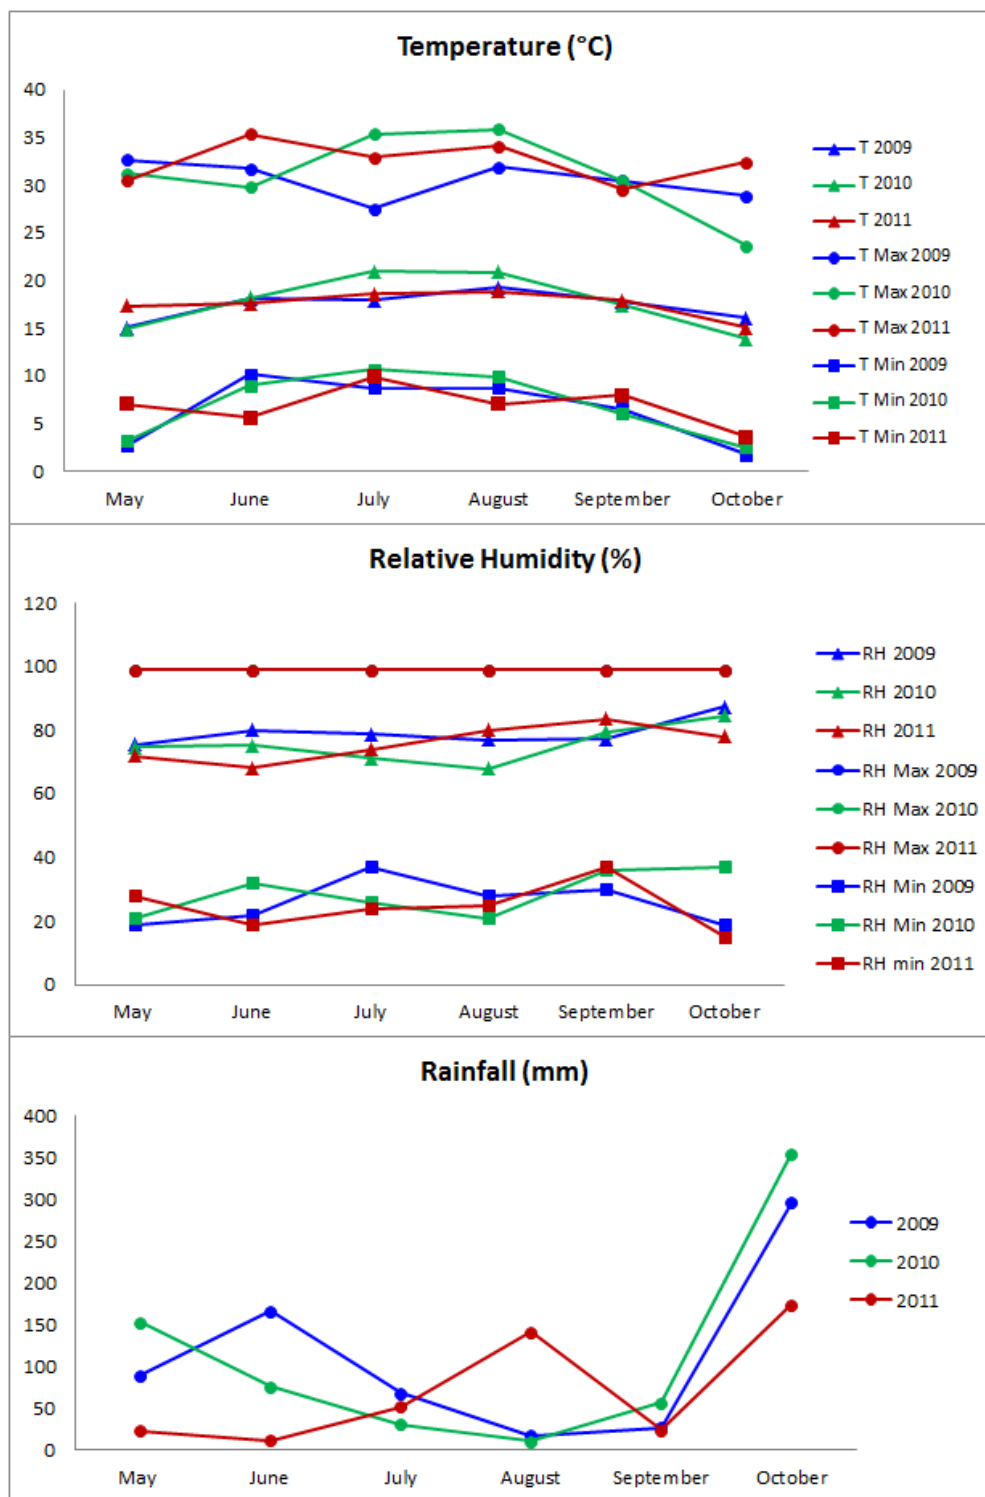 Temperature (°C)
40
35
30
25
20
15
10
5
0
May June July August September October
T 2009
T 2010
T 2011
T Max 2009
T Max 2010
T Max 2011
T Min 2009
T Min 2010
T Min 2011
Relative Humidity (%)
120
100
80
60
40
20
0
May June July August September October
RH 2009
RH 2010
RH 2011
RH Max 2009
RH Max 2010
RH Max 2011
RH Min 2009
RH Min 2010
RH min 2011
Rainfall (mm)
400
350
300
250
200
150
100
50
0
May June July August September October
2009
2010
2011